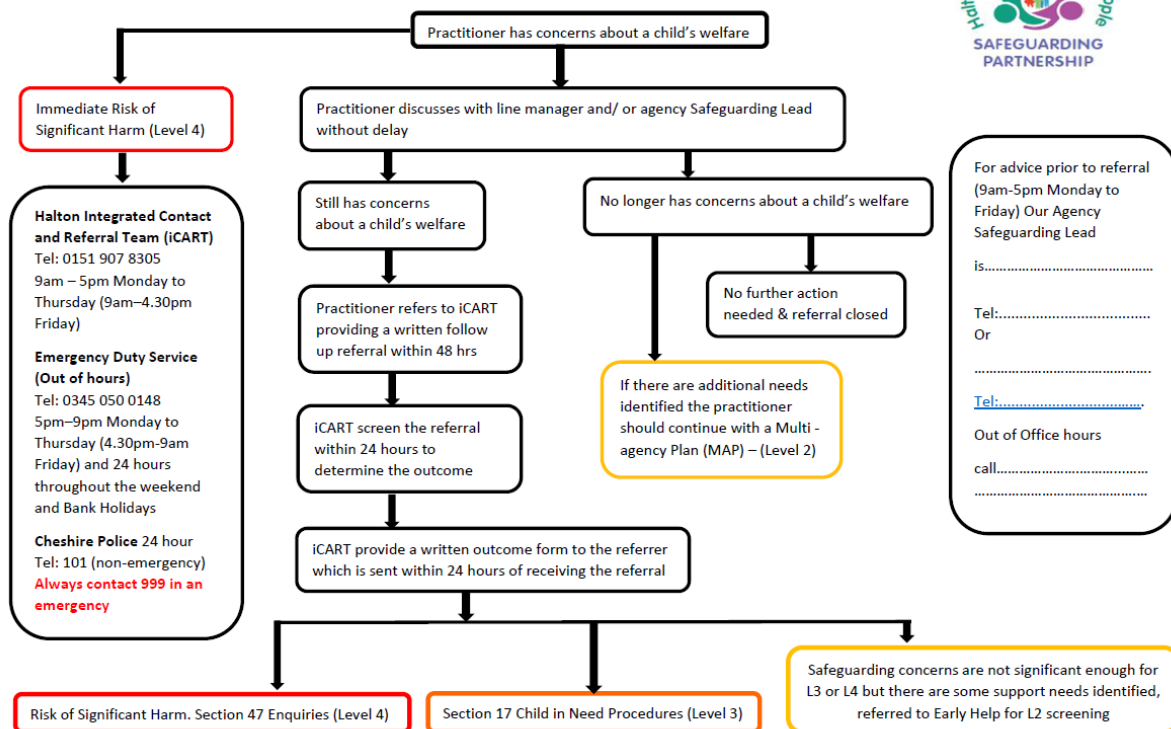 Halt
ople
SAFEGUARDING
PARTNERSHIP
Practitioner has concerns about a child’s welfare
Immediate Risk of
Significant Harm (Level 4)
Practitioner discusses with line manager and/ or agency Safeguarding Lead
without delay
Halton Integrated Contact
and Referral Team (iCART)
Tel: 0151 907 8305
9am – 5pm Monday to
Thursday (9am–4.30pm
Friday)
Emergency Duty Service
(Out of hours)
Tel: 0345 050 0148
5pm–9pm Monday to
Thursday (4.30pm-9am
Friday) and 24 hours
throughout the weekend
and Bank Holidays
Cheshire Police 24 hour
Tel: 101 (non-emergency)
Always contact 999 in an
emergency
Still has concerns
about a child’s welfare
No longer has concerns about a child’s welfare
Practitioner refers to iCART
providing a written follow
up referral within 48 hrs
No further action
needed & referral closed
iCART screen the referral
within 24 hours to
determine the outcome
If there are additional needs
identified the practitioner
should continue with a Multi -
agency Plan (MAP) – (Level 2)
iCART provide a written outcome form to the referrer
which is sent within 24 hours of receiving the referral
For advice prior to referral
(9am-5pm Monday to
Friday) Our Agency
Safeguarding Lead
is……………………………………
Tel:..................................
Or
…………………………………….
Tel:……………………………….
Out of Office hours
call……………………………
…………………………………….
Risk of Significant Harm. Section 47 Enquiries (Level 4)
Section 17 Child in Need Procedures (Level 3)
Safeguarding concerns are not significant enough for
L3 or L4 but there are some support needs identified,
referred to Early Help for L2 screening